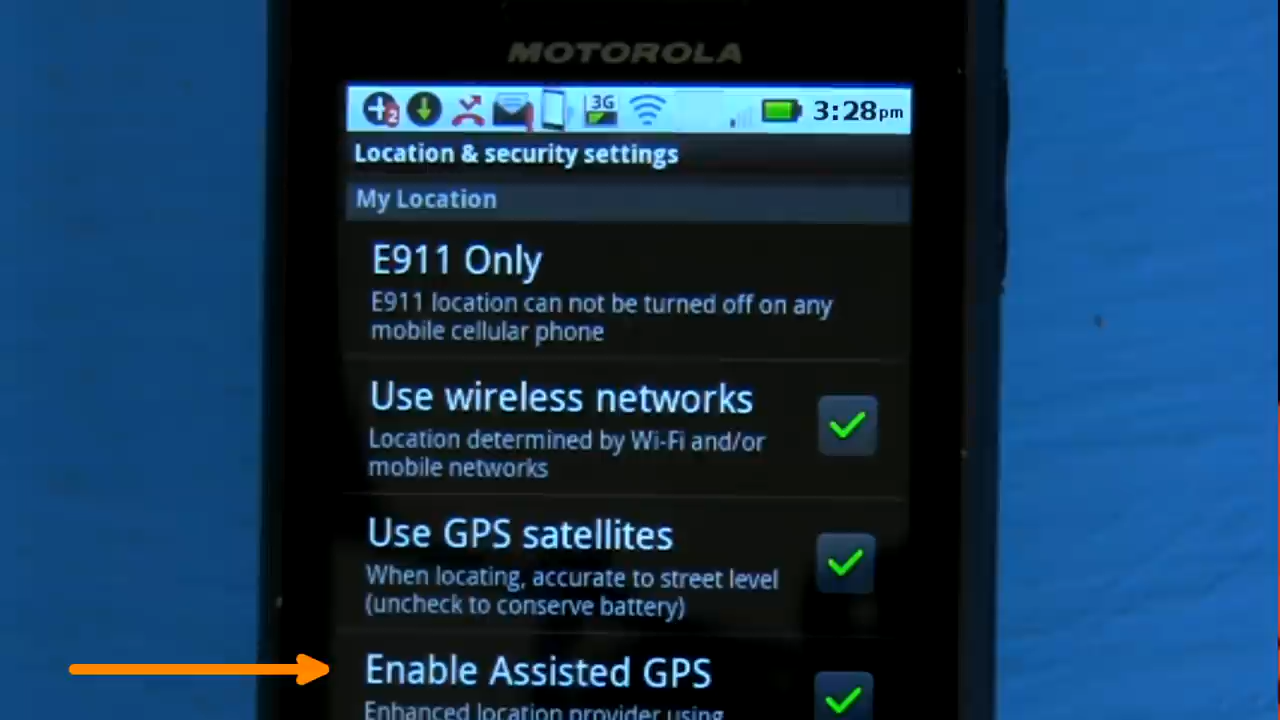 MOTOROLA
2 3G 3:28pm
Location & security settings
My Location
E911 Only
E911 location can not be turned off on any
mobile cellular phone
Use wireless networks
Location determined by Wi-Fi and/or
mobile networks
Use GPS satellites
When locating, accurate to street level
(uncheck to conserve battery)
Enable Assisted GPS
Enhanced location provider using